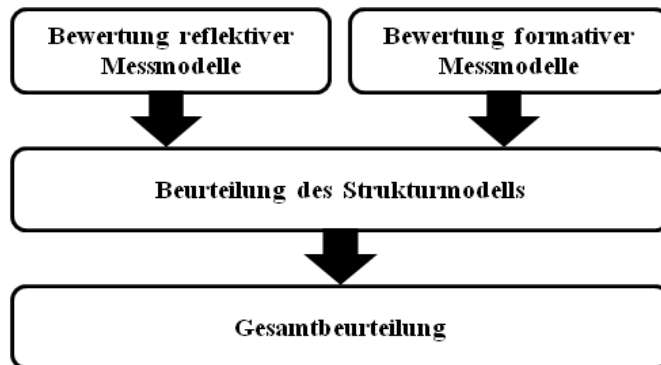 Bewertung reflektiver
Messmodelle
Bewertung formativer
Messmodelle
Beurteilung des Strukturmodells
Gesamtbeurteilung